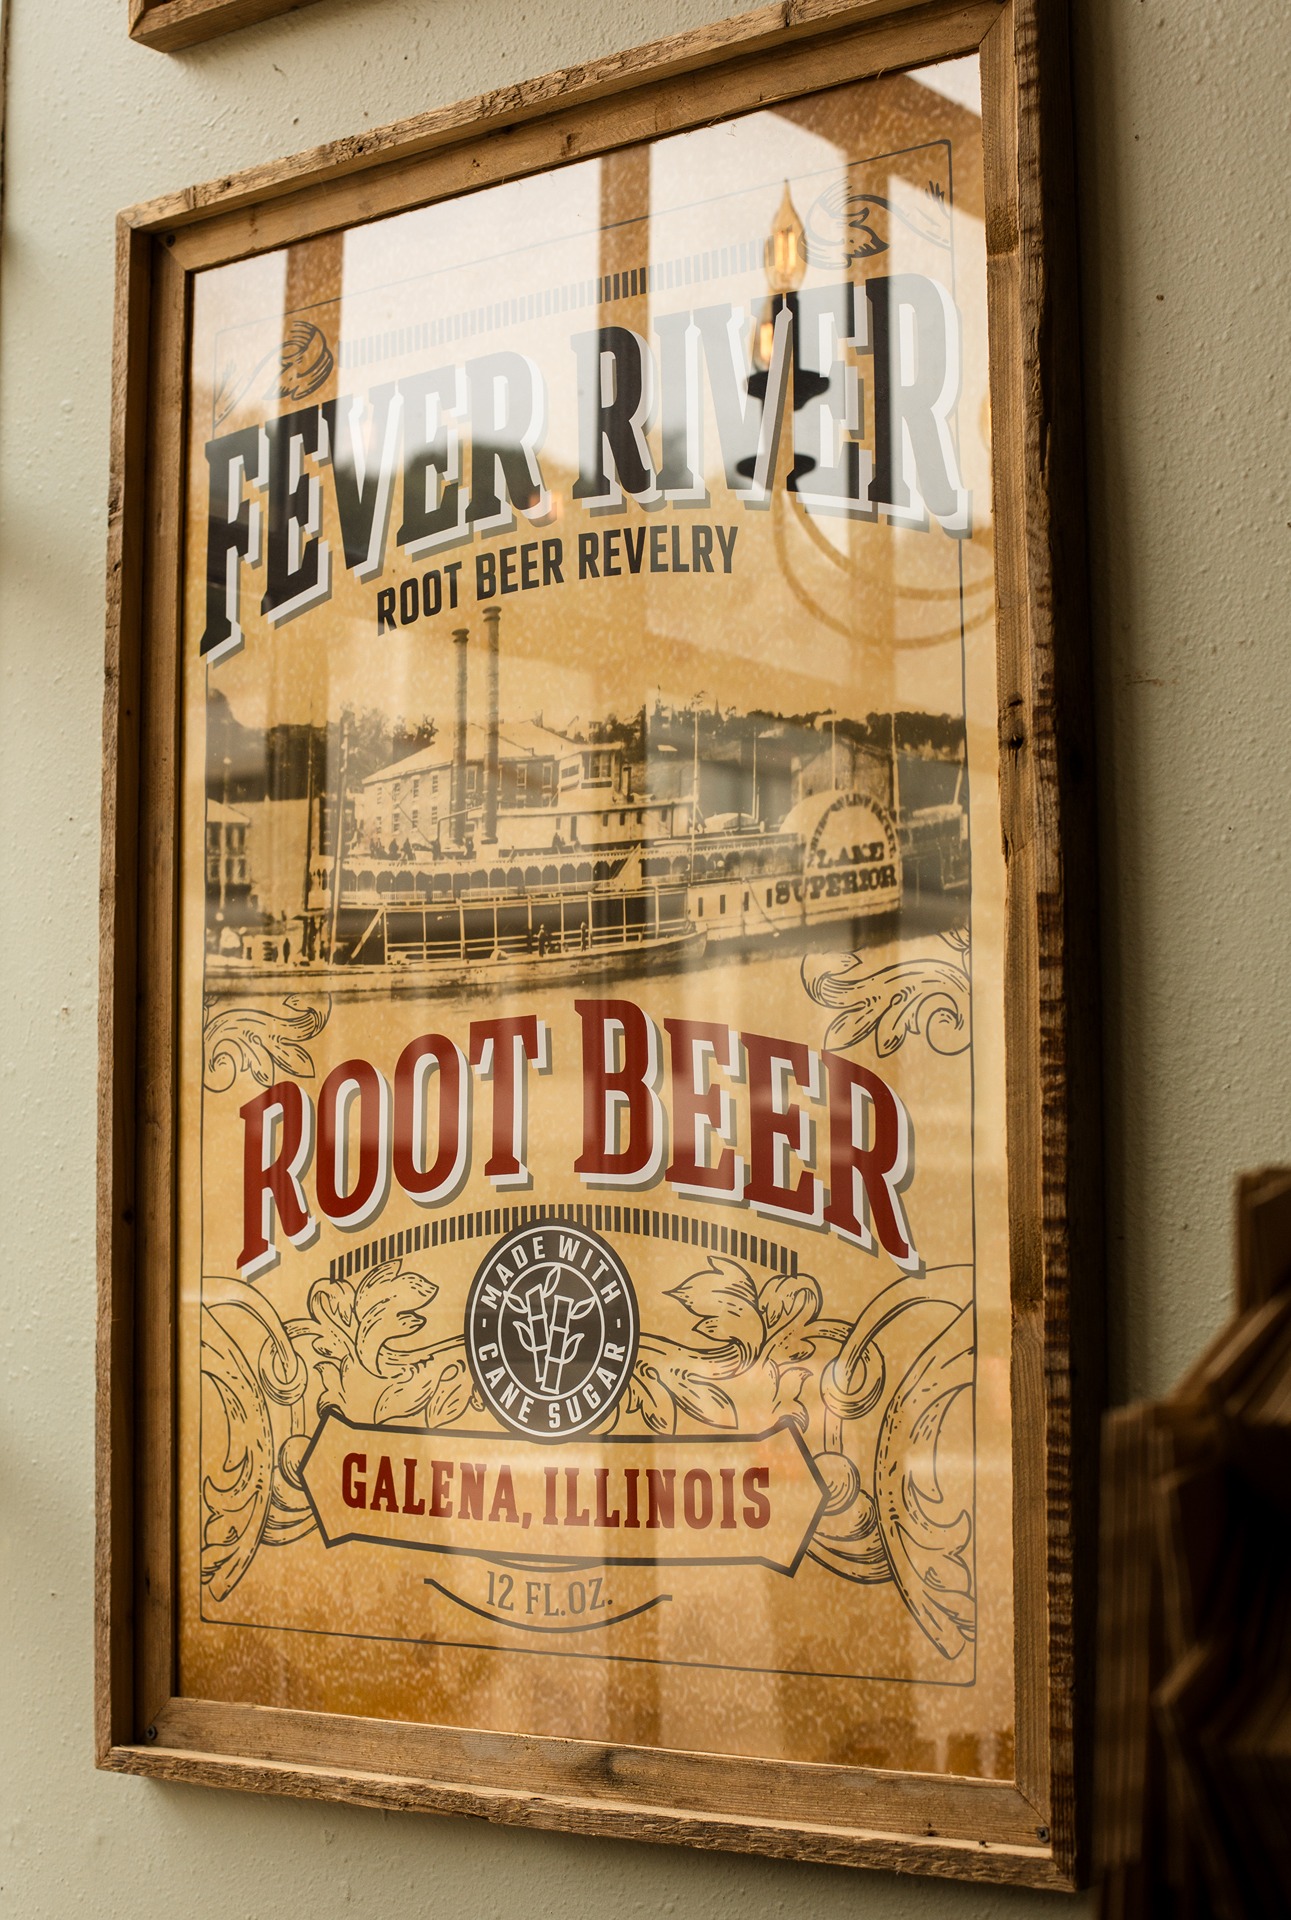 FEVER RIVER
ROOT BEER REVELRY
LAKE
SUPERIOR
ROOT BEER
MADE WITH
CANE SUGAR
GALENA, ILLINOIS
12 FL.OZ.